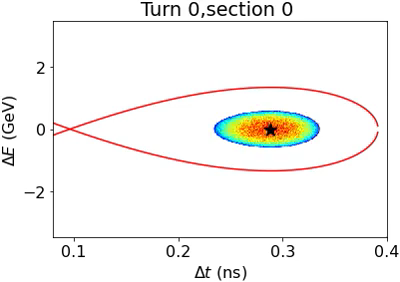 Turn 0,section 0
ΔE (GeV)
2
0
−2
0.1 0.2 0.3 0.4
Δt (ns)